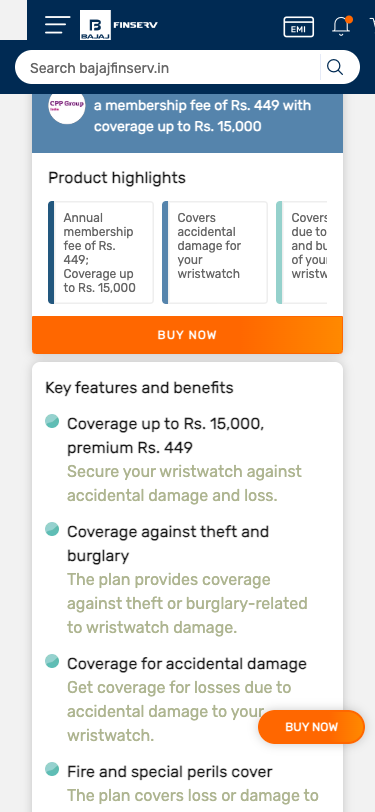 BAJAJ
FINSERV
EMI
Search bajajfinserv.in
CPP Group
India
a membership fee of Rs. 449 with
coverage up to Rs. 15,000
Product highlights
Annual
membership
fee of Rs.
449;
Coverage up
to Rs. 15,000
Covers
accidental
damage for
your
wristwatch
Covers
due to
and bu
of your
wristw
BUY NOW
Key features and benefits
Coverage up to Rs. 15,000,
premium Rs. 449
Secure your wristwatch against
accidental damage and loss.
Coverage against theft and
burglary
The plan provides coverage
against theft or burglary-related
to wristwatch damage.
Coverage for accidental damage
Get coverage for losses due to
accidental damage to your
wristwatch.
BUY NOW
Fire and special perils cover
The plan covers loss or damage to